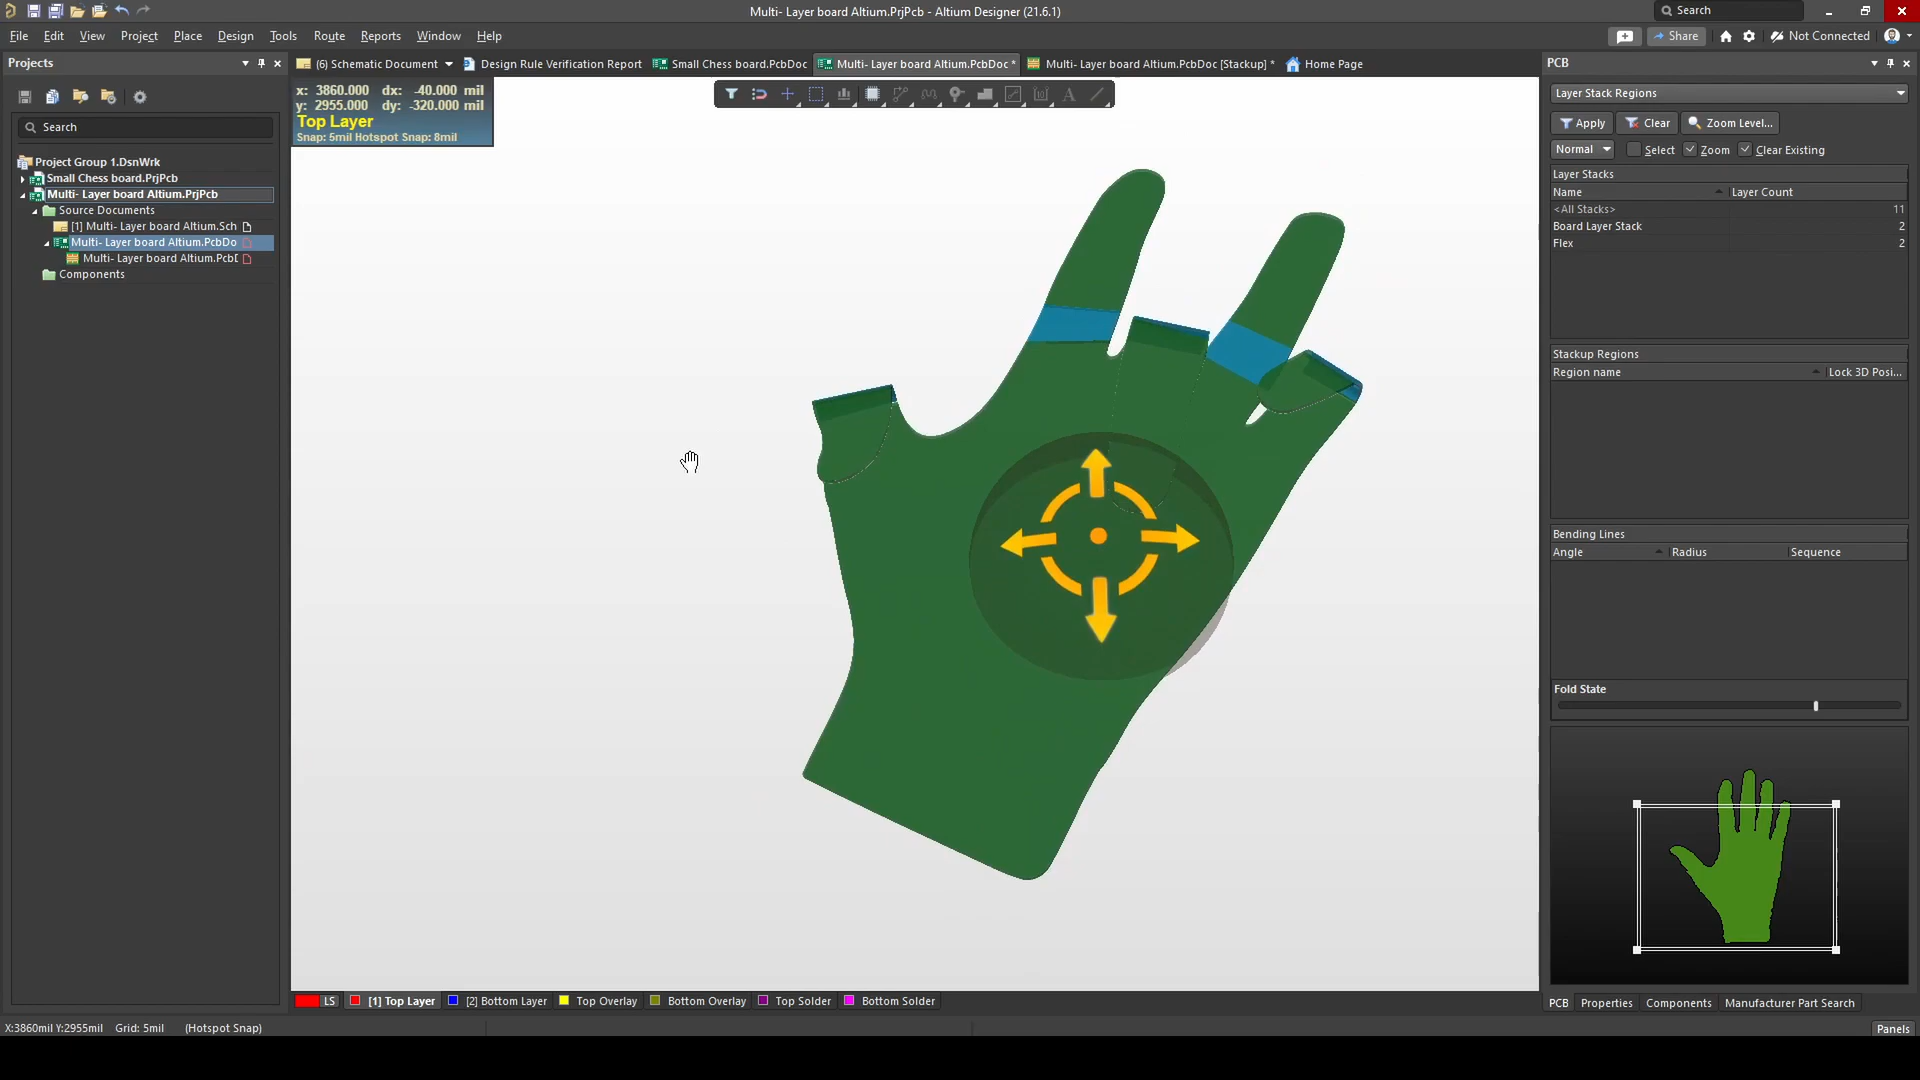 Multi- Layer board Altium.PrjPcb - Altium Designer (21.6.1)
Search
File Edit View Project Place Design Tools Route Reports Window Help
Share
Not Connected
Projects
(6) Schematic Document
Design Rule Verification Report
Small Chess board.PcbDoc
Multi- Layer board Altium.PcbDoc *
Multi- Layer board Altium.PcbDoc [Stackup] *
Home Page
PCB
x: 3860.000 dx: -40.000 mil
y: 2955.000 dy: -320.000 mil
Top Layer
Snap: 5mil Hotspot Snap: 8mil
Search
Project Group 1.DsnWrk
Small Chess board.PrjPcb
Multi- Layer board Altium.PrjPcb
Source Documents
[1] Multi- Layer board Altium.Sch
Multi- Layer board Altium.PcbDo
Multi- Layer board Altium.PcbD
Components
Layer Stack Regions
Apply Clear Zoom Level...
Normal Select Zoom Clear Existing
Layer Stacks
Name Layer Count
<All Stacks> 11
Board Layer Stack 2
Flex 2
Stackup Regions
Region name Lock 3D Posi...
Bending Lines
Angle Radius Sequence
Fold State
LS [1] Top Layer [2] Bottom Layer Top Overlay Bottom Overlay Top Solder Bottom Solder
PCB Properties Components Manufacturer Part Search
X:3860mil Y:2955mil Grid: 5mil (Hotspot Snap)
Panels